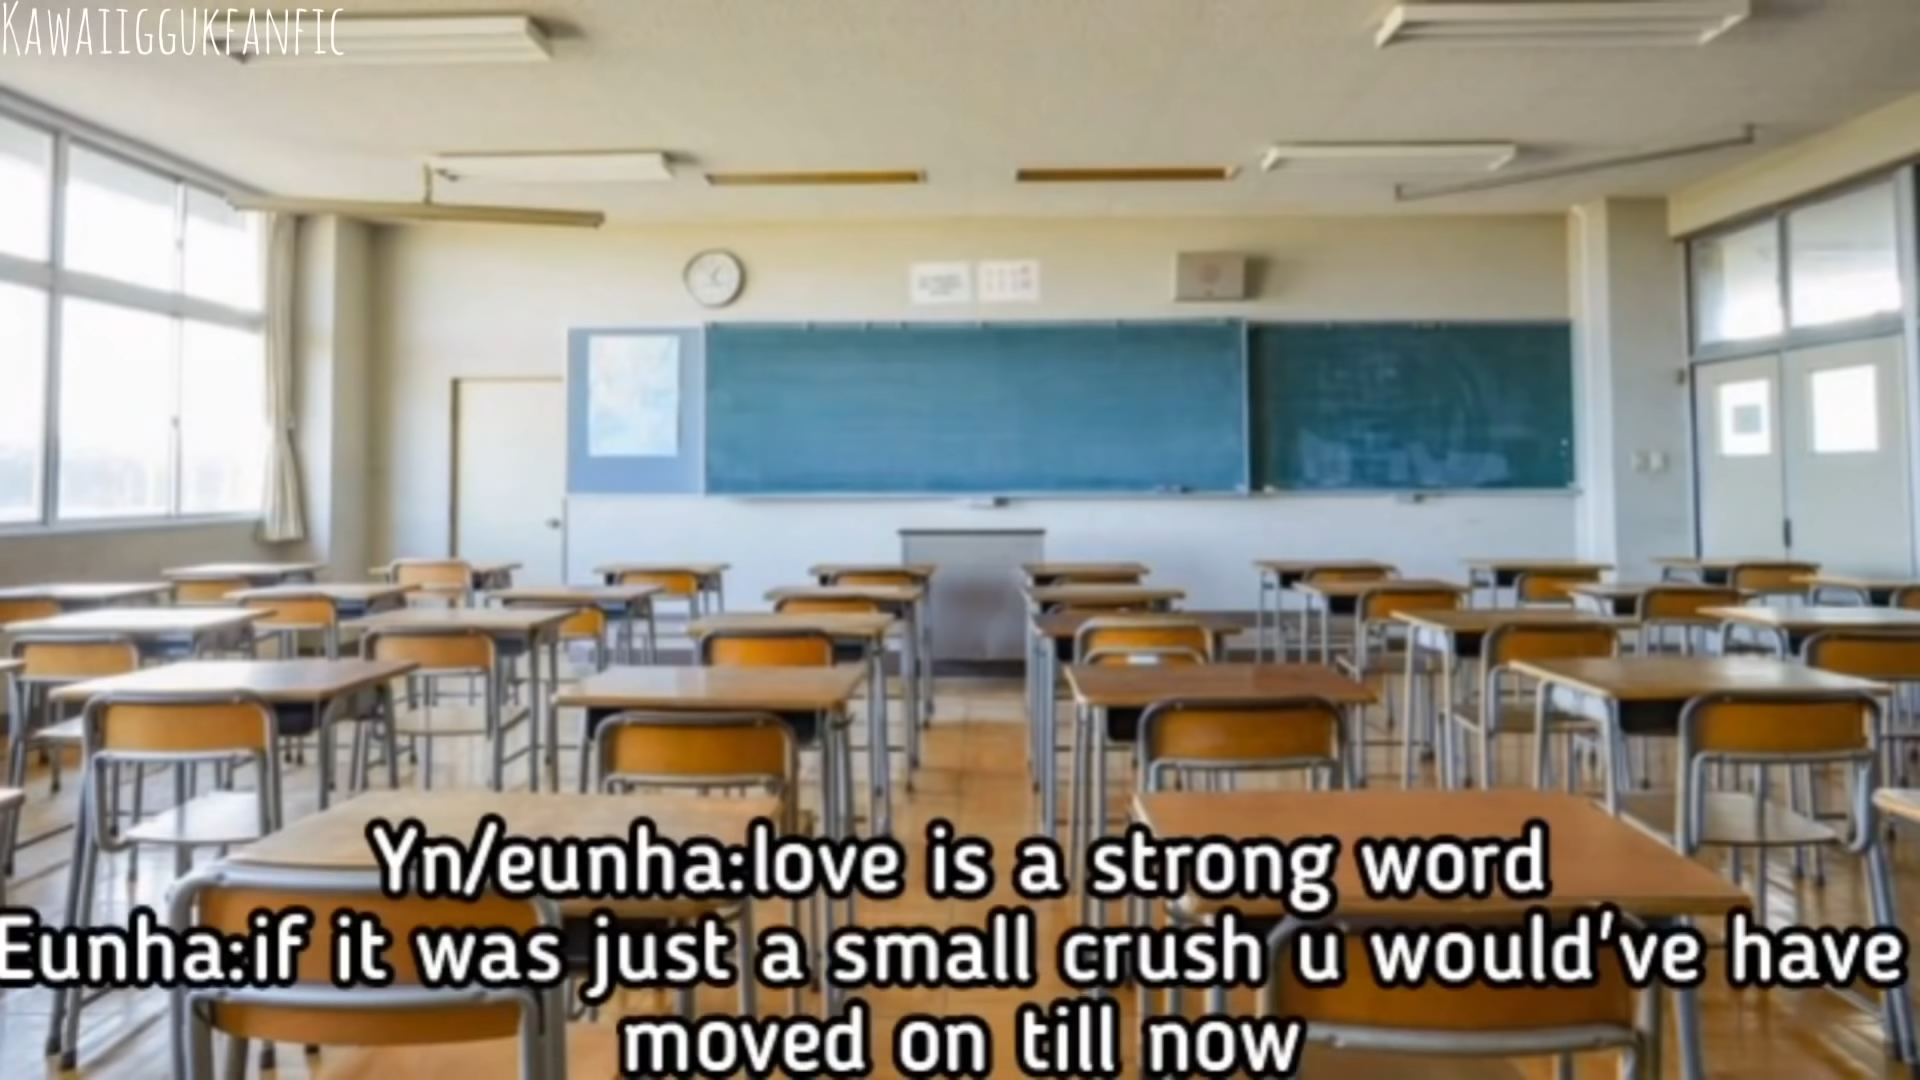 KAWAIIGGUKFANFIC
Yn/eunha:love is a strong word
Eunha:if it was just a small crush u would've have
moved on till now